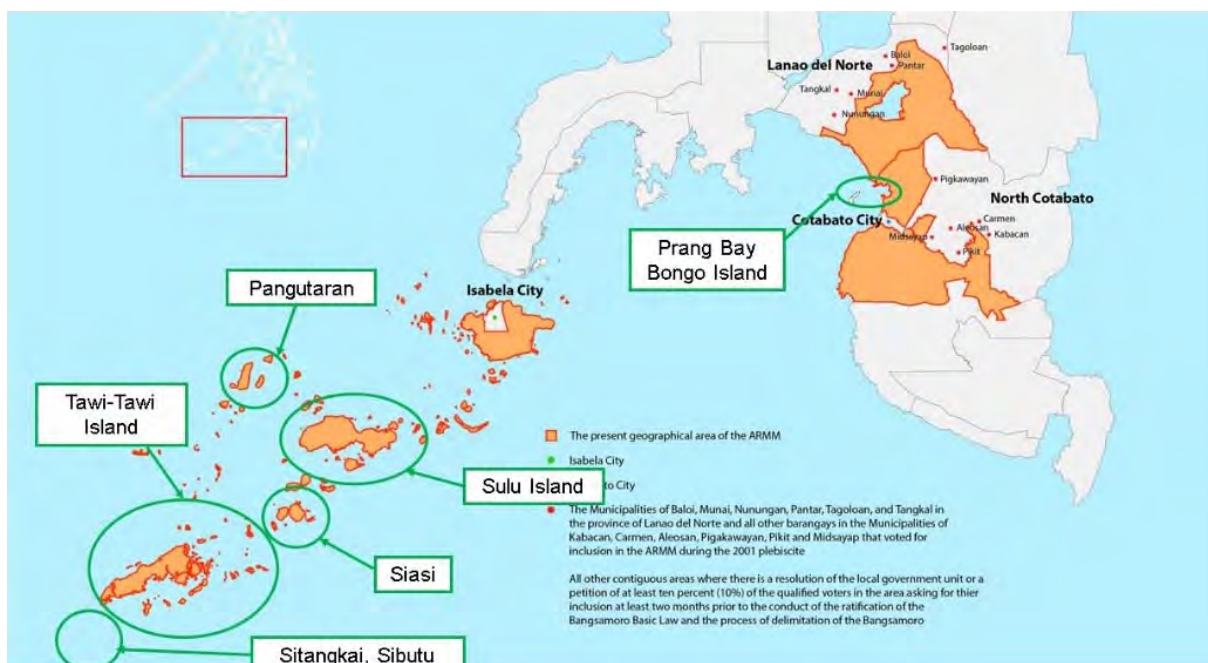 Baloi
Tagoloan
Lanao del Norte
Pantar
Tangkal
Munai
Nunungan
Pigkawayan
North Cotabato
Cotabato City
Carmen
Aleosan
Kabacan
Midsayap
Pikit
Prang Bay
Bongo Island
Pangutaran
Isabela City
Tawi-Tawi
Island
The present geographical area of the ARMM
Isabela City
to City
Sulu Island
The Municipalities of Baloi, Munai, Nunungan, Pantar, Tagoloan, and Tangkal in
the province of Lanao del Norte and all other barangays in the Municipalities of
Kabacan, Carmen, Aleosan, Pigakawayan, Pikit and Midsayap that voted for
inclusion in the ARMM during the 2001 plebiscite
Siasi
All other contiguous areas where there is a resolution of the local government unit or a
petition of at least ten percent (10%) of the qualified voters in the area asking for thier
inclusion at least two months prior to the conduct of the ratification of the
Bangsamoro Basic Law and the process of delimitation of the Bangsamoro
Sitangkai, Sibutu